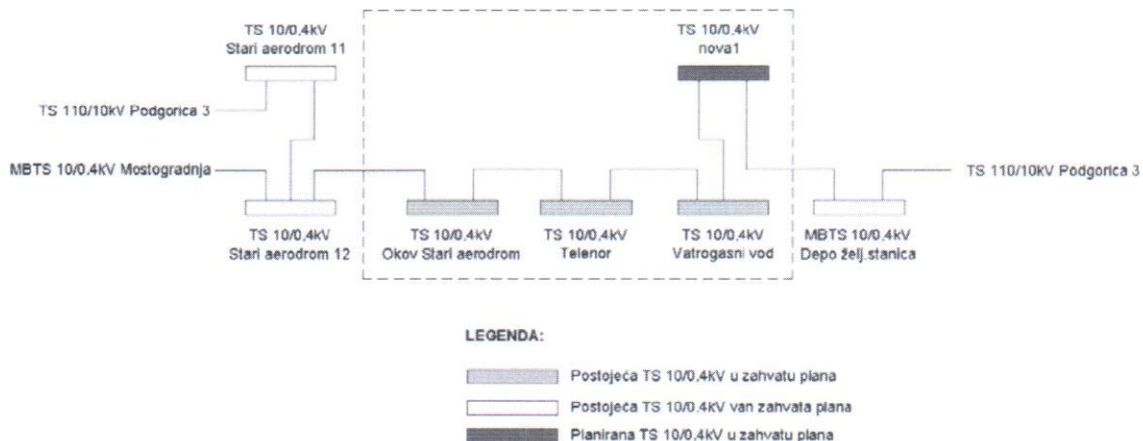 TS 10/0,4kV
Stari aerodrom 11
TS 10/0,4kV
nova1
TS 110/10kV Podgorica 3
MBTS 10/0,4kV Mostogradnja
TS 110/10kV Podgorica 3
TS 10/0,4kV
Stari aerodrom 12
TS 10/0,4kV
Okov Stari aerodrom
TS 10/0,4kV
Telenor
TS 10/0,4kV
Vatrogasni vod
MBTS 10/0,4kV
Depo želj.stanica
LEGENDA:
Postojeća TS 10/0,4kV u zahvatu plana
Postojeća TS 10/0,4kV van zahvata plana
Planirana TS 10/0,4kV u zahvatu plana